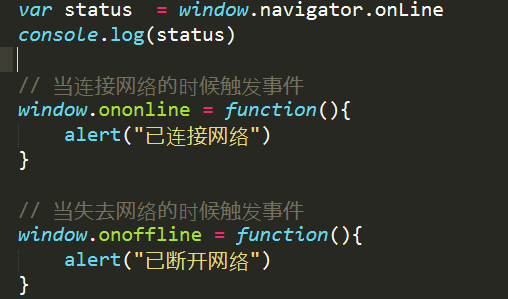 var status  = window.navigator.onLine
console.log(status)
// 当连接网络的时候触发事件
window.ononline = function(){
    alert("已连接网络")
}
// 当失去网络的时候触发事件
window.onoffline = function(){
    alert("已断开网络")
}